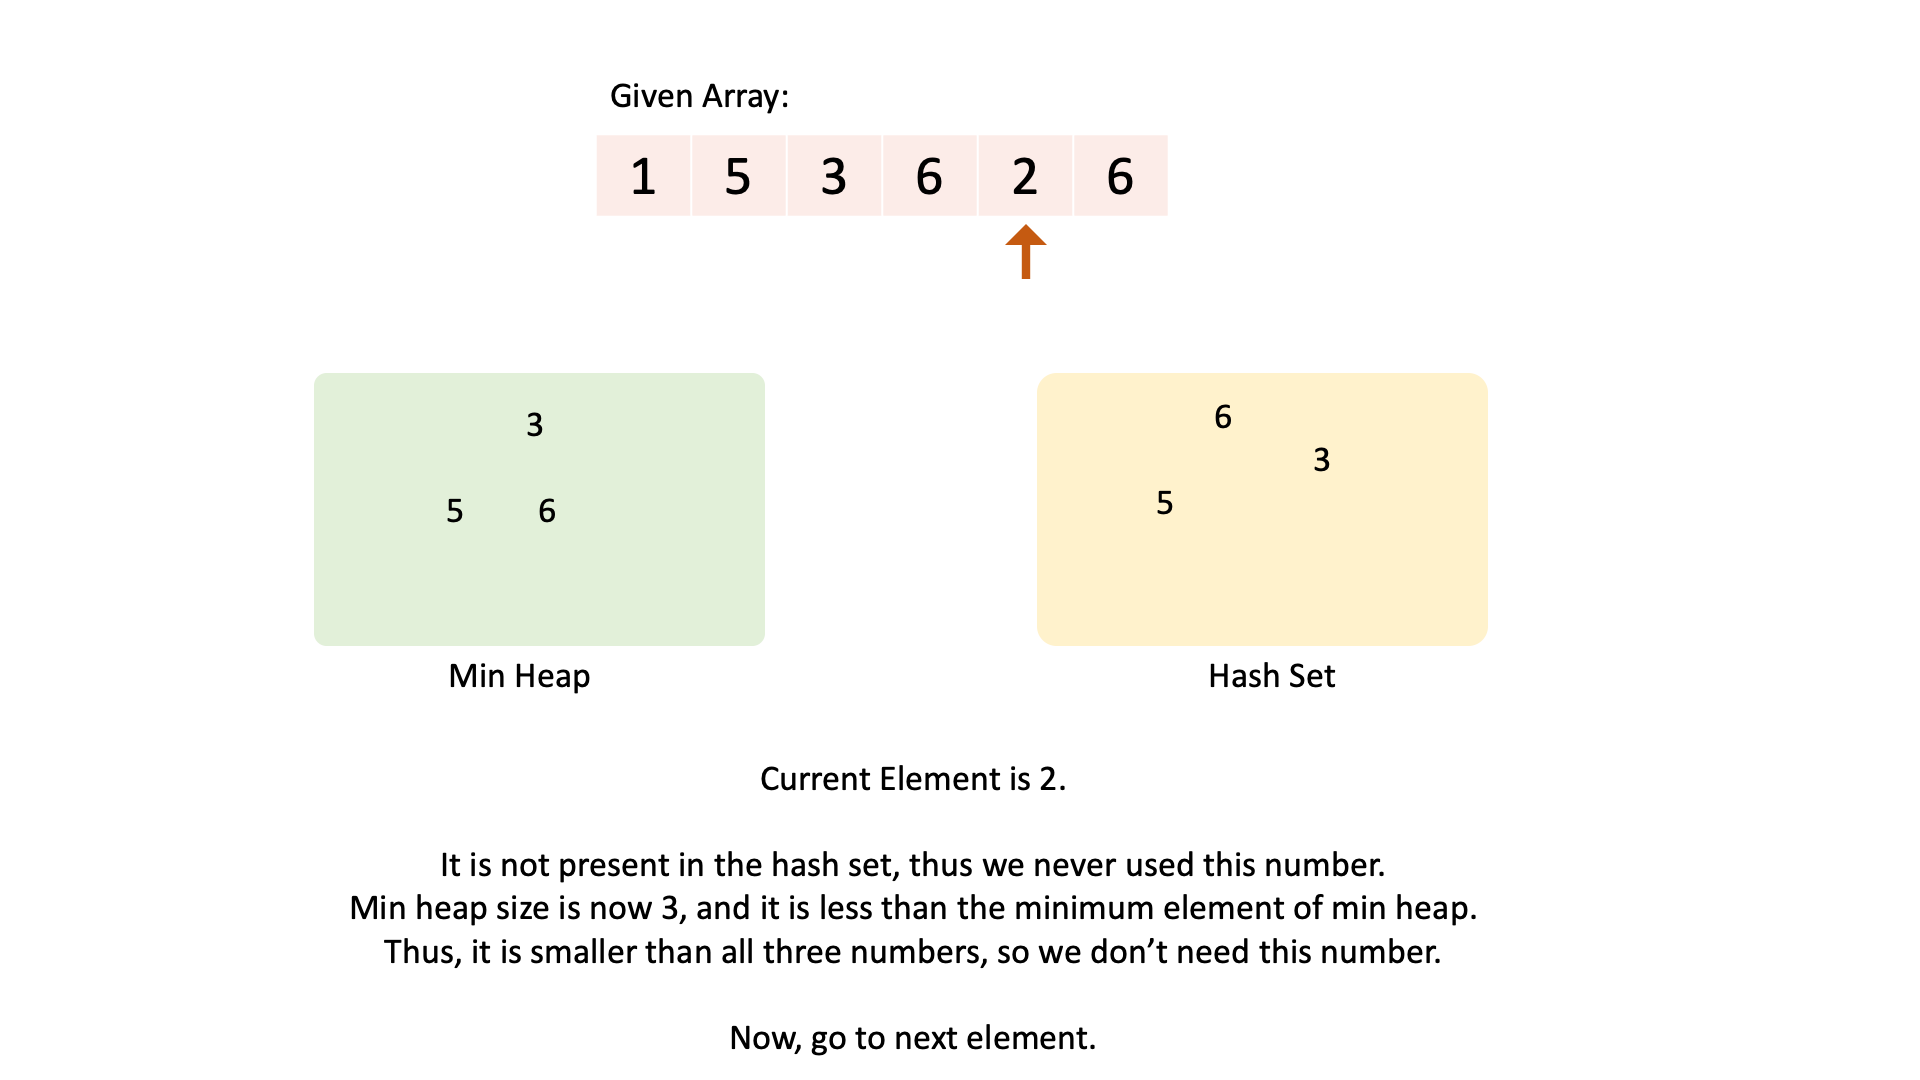 Given Array:
1 5 3 6 2 6
3
5 6
Min Heap
6
3
5
Hash Set
Current Element is 2.
It is not present in the hash set, thus we never used this number.
Min heap size is now 3, and it is less than the minimum element of min heap.
Thus, it is smaller than all three numbers, so we don’t need this number.
Now, go to next element.